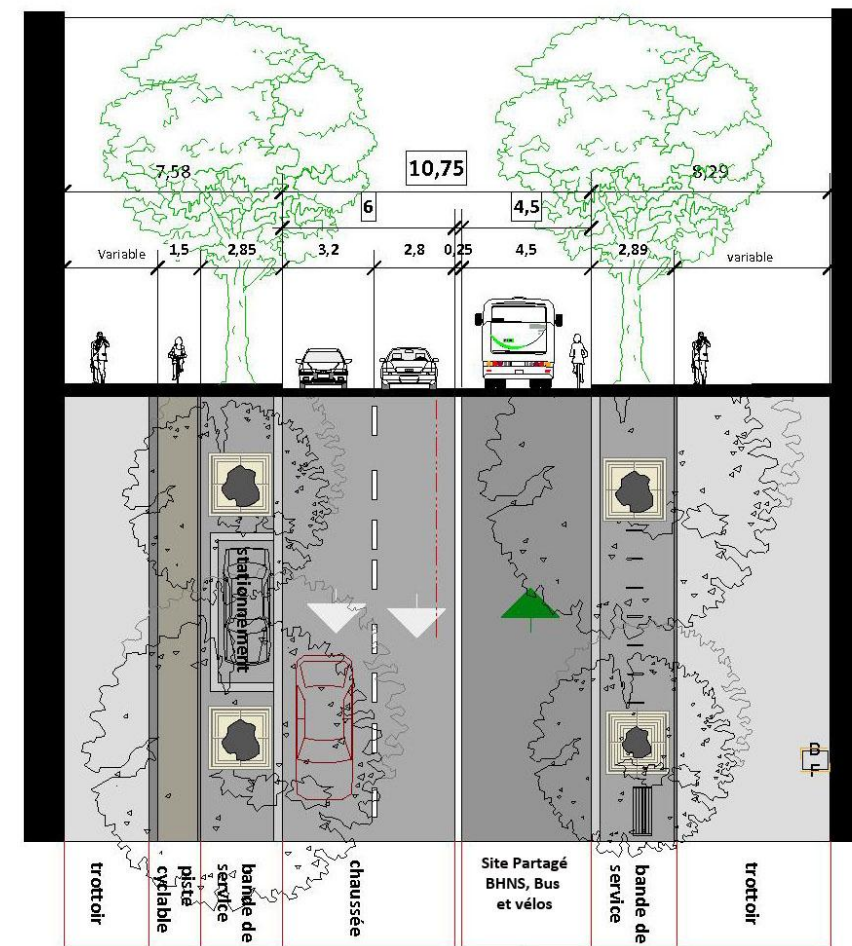 7,58
10,75
8,29
6
4,5
Variable
1,5
2,85
3,2
2,8
0,25
4,5
2,89
variable
stationnement
trottoir
piste
cyclable
bande de
service
chaussée
Site Partagé
BHNS, Bus
et vélos
bande de
service
trottoir